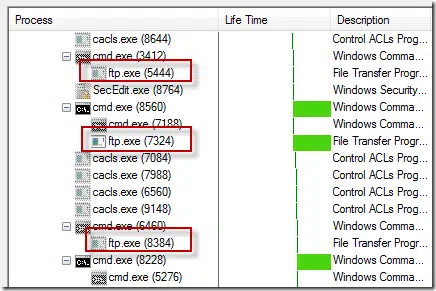 Process Life Time Description
cacls.exe (8644) Control ACLs Prog...
cmd.exe (3412) Windows Comma...
ftp.exe (5444) File Transfer Progr...
SecEdit.exe (8764) Windows Security...
cmd.exe (8560) Windows Comma...
cmd.exe (7188) Windows Comma...
ftp.exe (7324) File Transfer Progr...
cacls.exe (7084) Control ACLs Prog...
cacls.exe (7988) Control ACLs Prog...
cacls.exe (6560) Control ACLs Prog...
cacls.exe (9148) Control ACLs Prog...
cmd.exe (6460) Windows Comma...
ftp.exe (8384) File Transfer Progr...
cmd.exe (8228) Windows Comma...
cmd.exe (5276) Windows Comma...